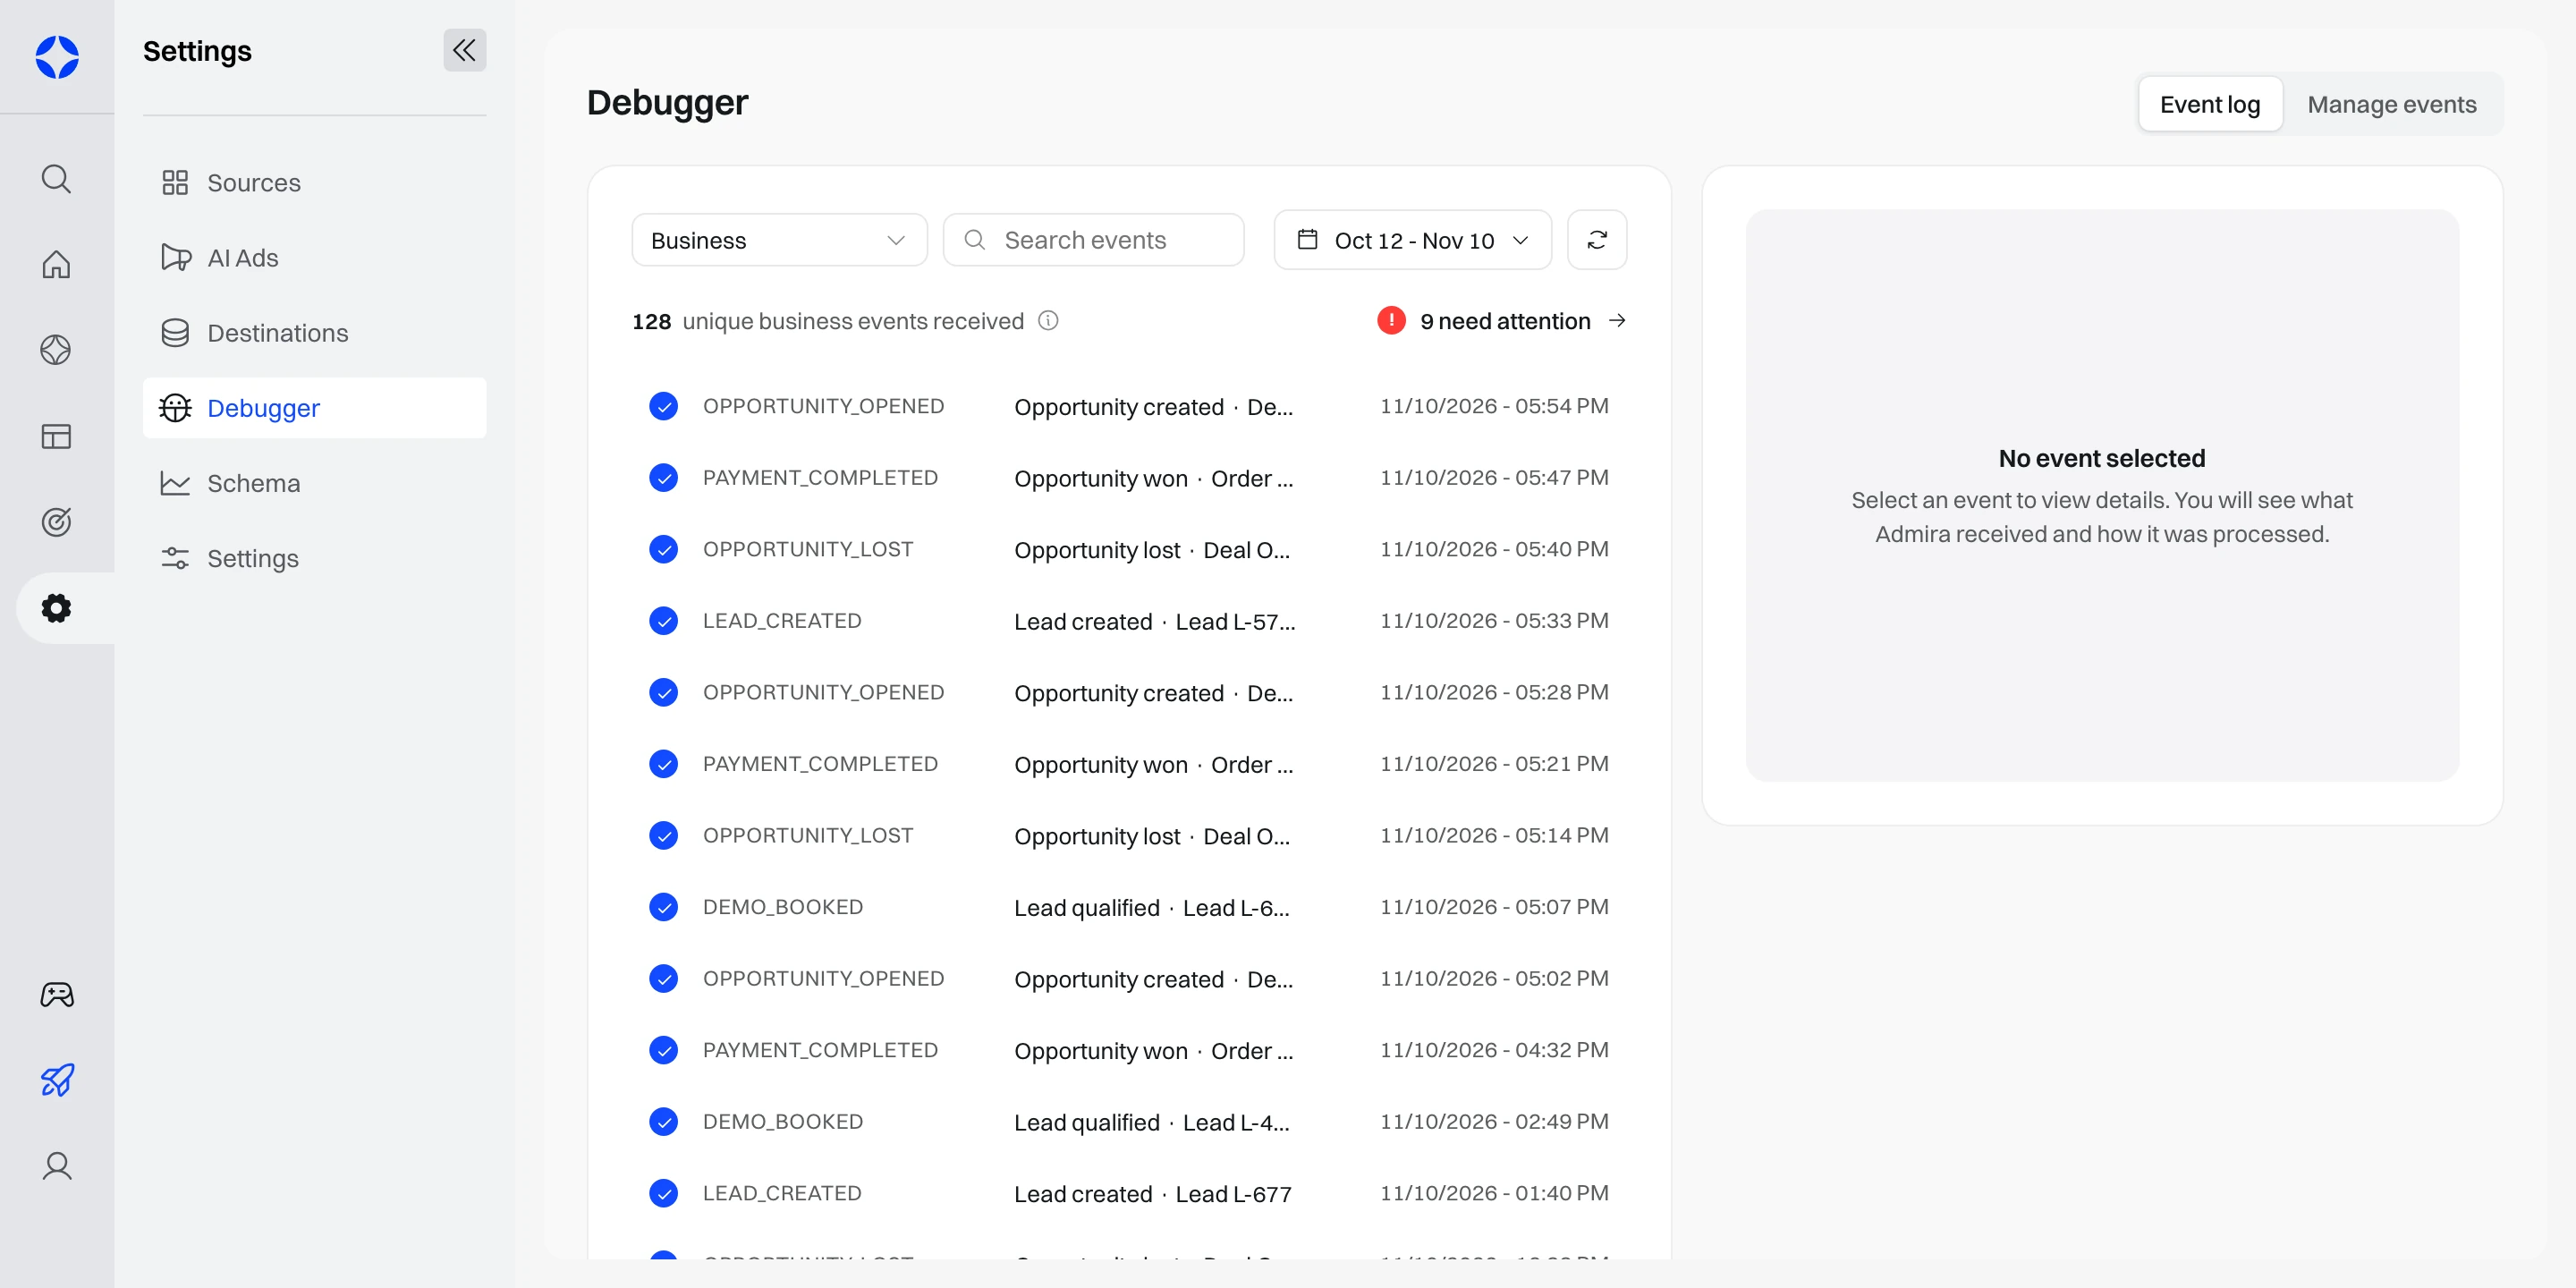 Settings
Sources
AI Ads
Destinations
Debugger
Schema
Settings
Debugger
Event log
Manage events
Business
Search events
Oct 12 - Nov 10
128 unique business events received
9 need attention
OPPORTUNITY_OPENED Opportunity created · De... 11/10/2026 - 05:54 PM
PAYMENT_COMPLETED Opportunity won · Order ... 11/10/2026 - 05:47 PM
OPPORTUNITY_LOST Opportunity lost · Deal O... 11/10/2026 - 05:40 PM
LEAD_CREATED Lead created · Lead L-57... 11/10/2026 - 05:33 PM
OPPORTUNITY_OPENED Opportunity created · De... 11/10/2026 - 05:28 PM
PAYMENT_COMPLETED Opportunity won · Order ... 11/10/2026 - 05:21 PM
OPPORTUNITY_LOST Opportunity lost · Deal O... 11/10/2026 - 05:14 PM
DEMO_BOOKED Lead qualified · Lead L-6... 11/10/2026 - 05:07 PM
OPPORTUNITY_OPENED Opportunity created · De... 11/10/2026 - 05:02 PM
PAYMENT_COMPLETED Opportunity won · Order ... 11/10/2026 - 04:32 PM
DEMO_BOOKED Lead qualified · Lead L-4... 11/10/2026 - 02:49 PM
LEAD_CREATED Lead created · Lead L-677 11/10/2026 - 01:40 PM
No event selected
Select an event to view details. You will see what
Admira received and how it was processed.